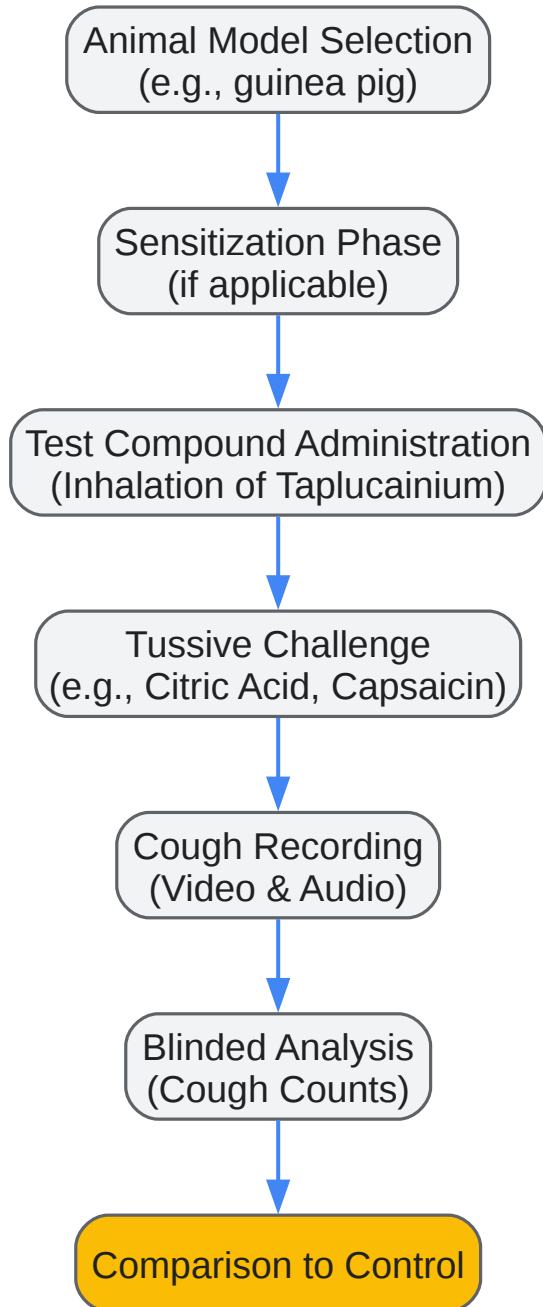 Animal Model Selection
(e.g., guinea pig)
Sensitization Phase
(if applicable)
Test Compound Administration
(Inhalation of Taplucainium)
Tussive Challenge
(e.g., Citric Acid, Capsaicin)
Cough Recording
(Video & Audio)
Blinded Analysis
(Cough Counts)
Comparison to Control